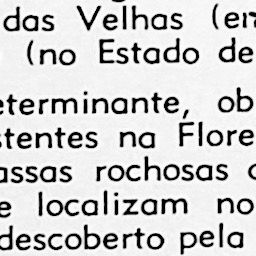 das Velhas (em
(no Estado de
eterminante, ob
stentes na Flore
assas rochosas
e localizam no
descoberto pela